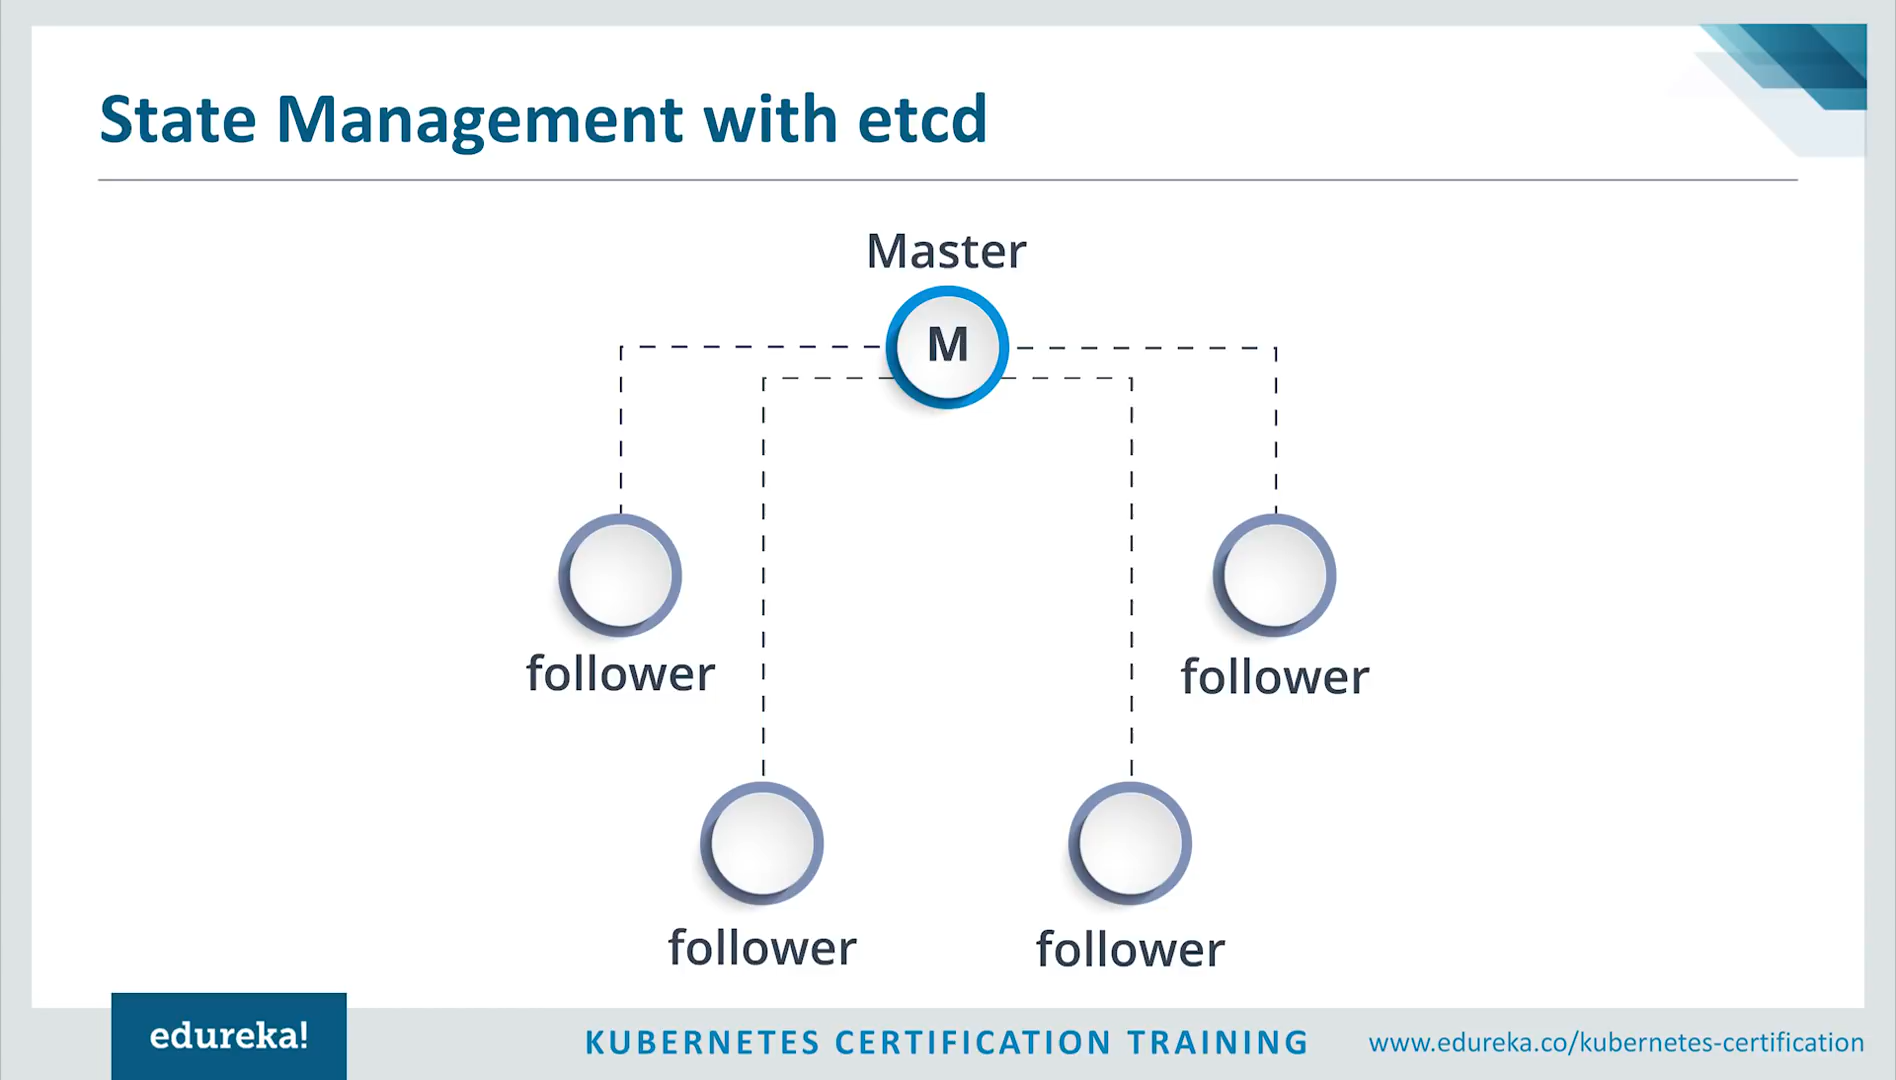 State Management with etcd
Master
M
follower
follower
follower
follower
edureka!
KUBERNETES CERTIFICATION TRAINING
www.edureka.co/kubernetes-certification